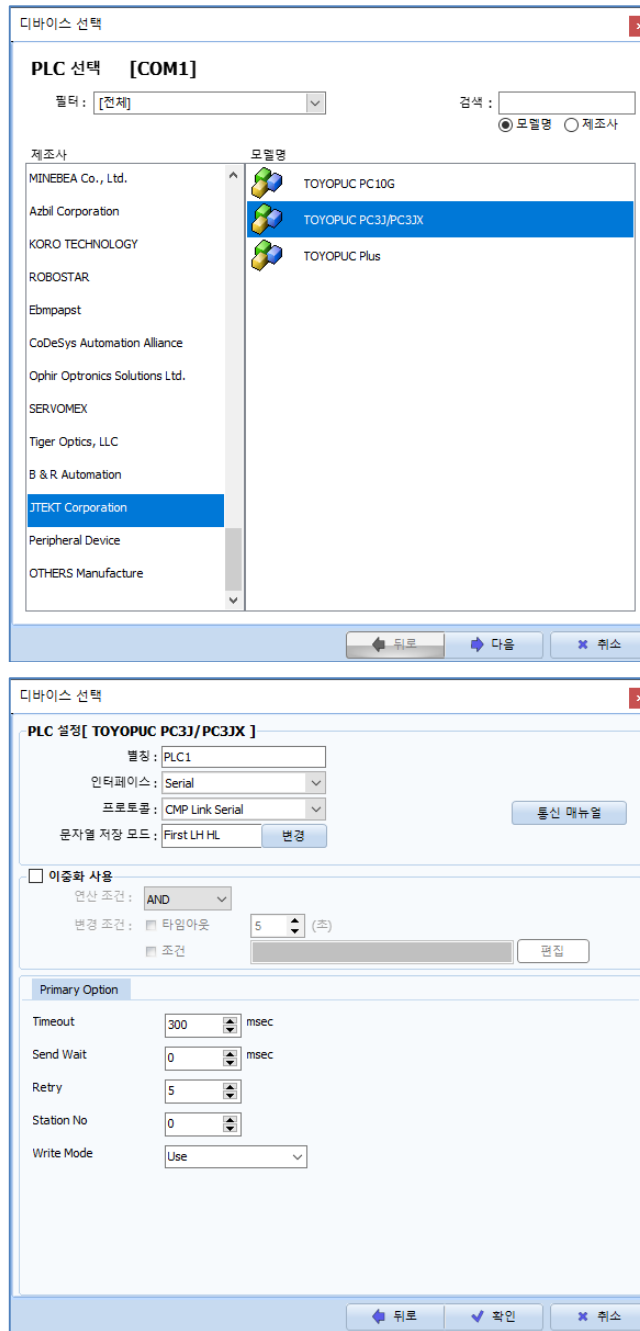 디바이스 선택
PLC 선택 [COM1]
필터 : [전체] 검색 :
모델명 제조사
제조사 모델명
MINEBEA Co., Ltd.
Azbil Corporation
KORO TECHNOLOGY
ROBOSTAR
Ebmpapst
CoDeSys Automation Alliance
Ophir Optronics Solutions Ltd.
SERVOMEX
Tiger Optics, LLC
B & R Automation
JTEKT Corporation
Peripheral Device
OTHERS Manufacture
TOYOPUC PC10G
TOYOPUC PC3J/PC3JX
TOYOPUC Plus
뒤로 다음 취소
디바이스 선택
PLC 설정[ TOYOPUC PC3J/PC3JX ]
별칭 : PLC1
인터페이스 : Serial
프로토콜 : CMP Link Serial 통신 매뉴얼
문자열 저장 모드 : First LH HL 변경
이중화 사용
연산 조건 : AND
변경 조건 : 타임아웃 5 (초)
조건 편집
Primary Option
Timeout 300 msec
Send Wait 0 msec
Retry 5
Station No 0
Write Mode Use
뒤로 확인 취소